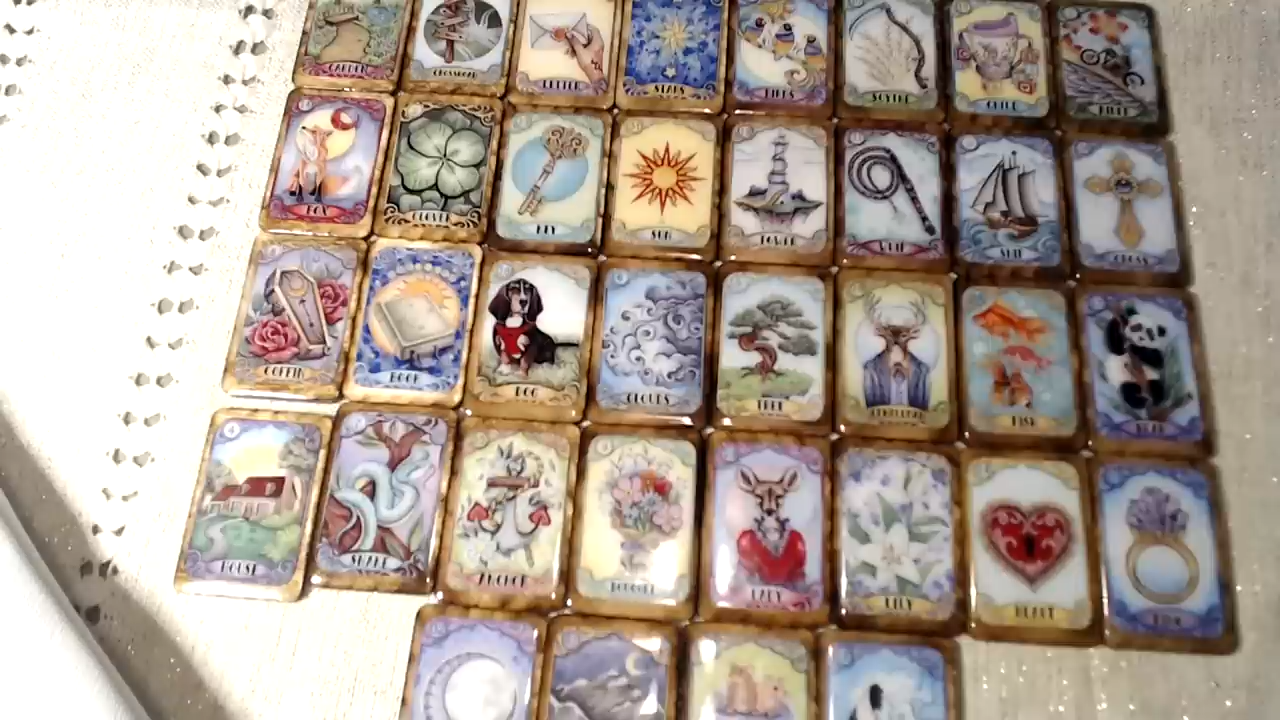 GARDEN
CROSSROAD
LETTER
STARS
BIRDS
SCYTHE
CHILD
FOX
CLOVER
KEY
SUN
TOWER
WHIP
SHIP
CROSS
COFFIN
BOOK
DOG
CLOUDS
TREE
GENTLEMAN
FISH
BEAR
4
HOUSE
SNAKE
ANCHOR
BOUQUET
LADY
LILY
HEART
RING